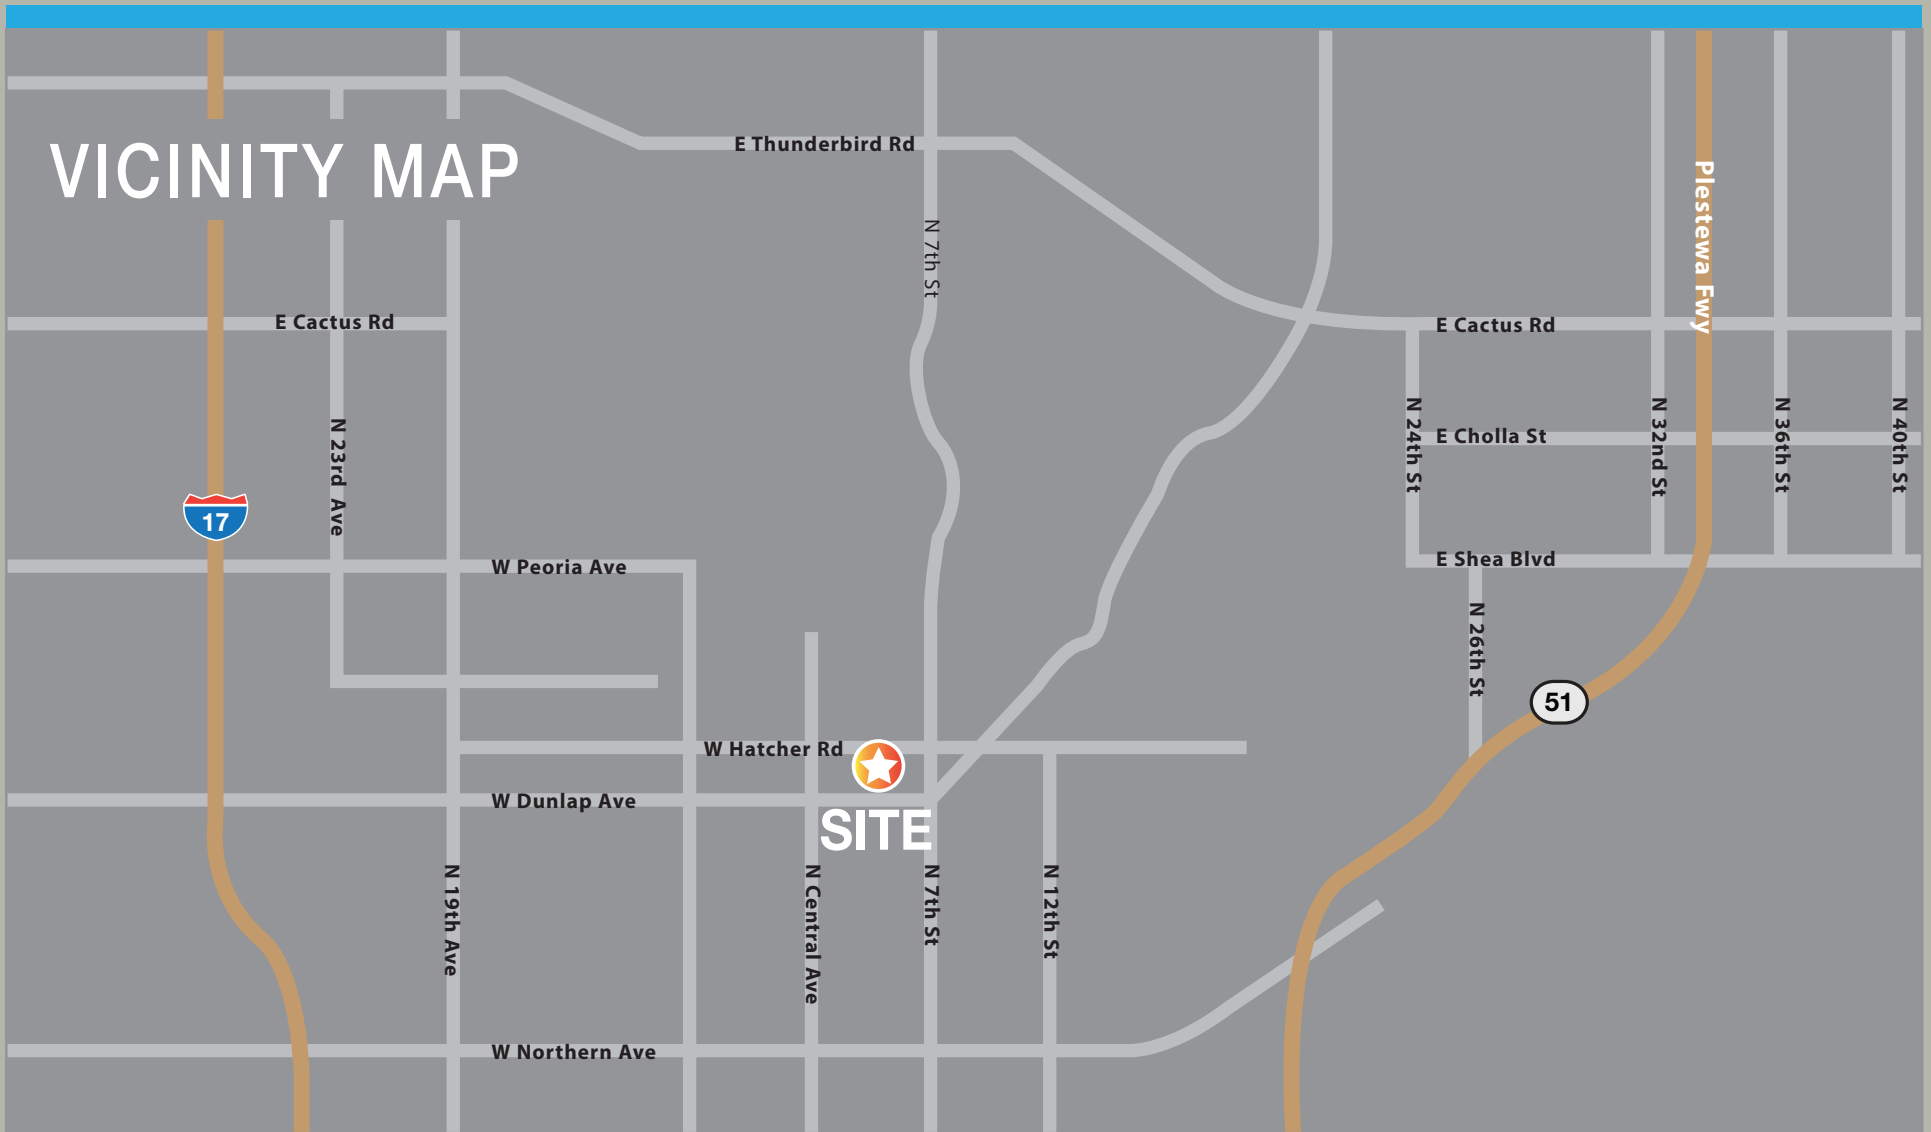 VICINITY MAP
E Thunderbird Rd
Plestewa Fwy
N 7th St
E Cactus Rd
E Cactus Rd
N 23rd Ave
N 24th St
E Cholla St
N 32nd St
N 36th St
N 40th St
17
W Peoria Ave
E Shea Blvd
N 26th St
51
W Hatcher Rd
W Dunlap Ave
SITE
N 19th Ave
N Central Ave
N 7th St
N 12th St
W Northern Ave